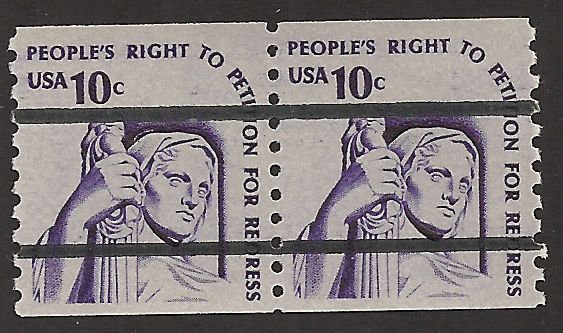 PEOPLE'S RIGHT TO PETITION FOR REDRESS
USA 10c
PEOPLE'S RIGHT TO PETITION FOR REDRESS
USA 10c